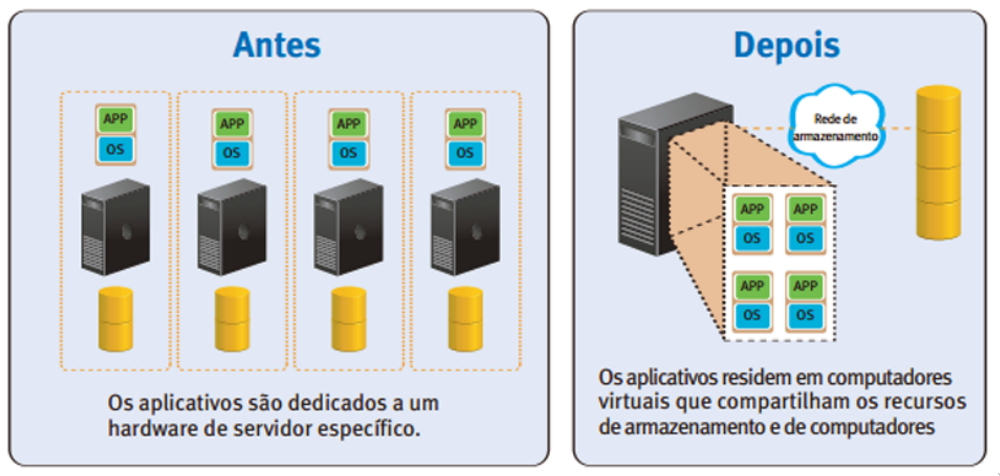 Antes
APP
OS
APP
OS
APP
OS
APP
OS
Os aplicativos são dedicados a um
hardware de servidor específico.
Depois
Rede de
armazenamento
APP
OS
APP
OS
APP
OS
APP
OS
Os aplicativos residem em computadores
virtuais que compartilham os recursos
de armazenamento e de computadores